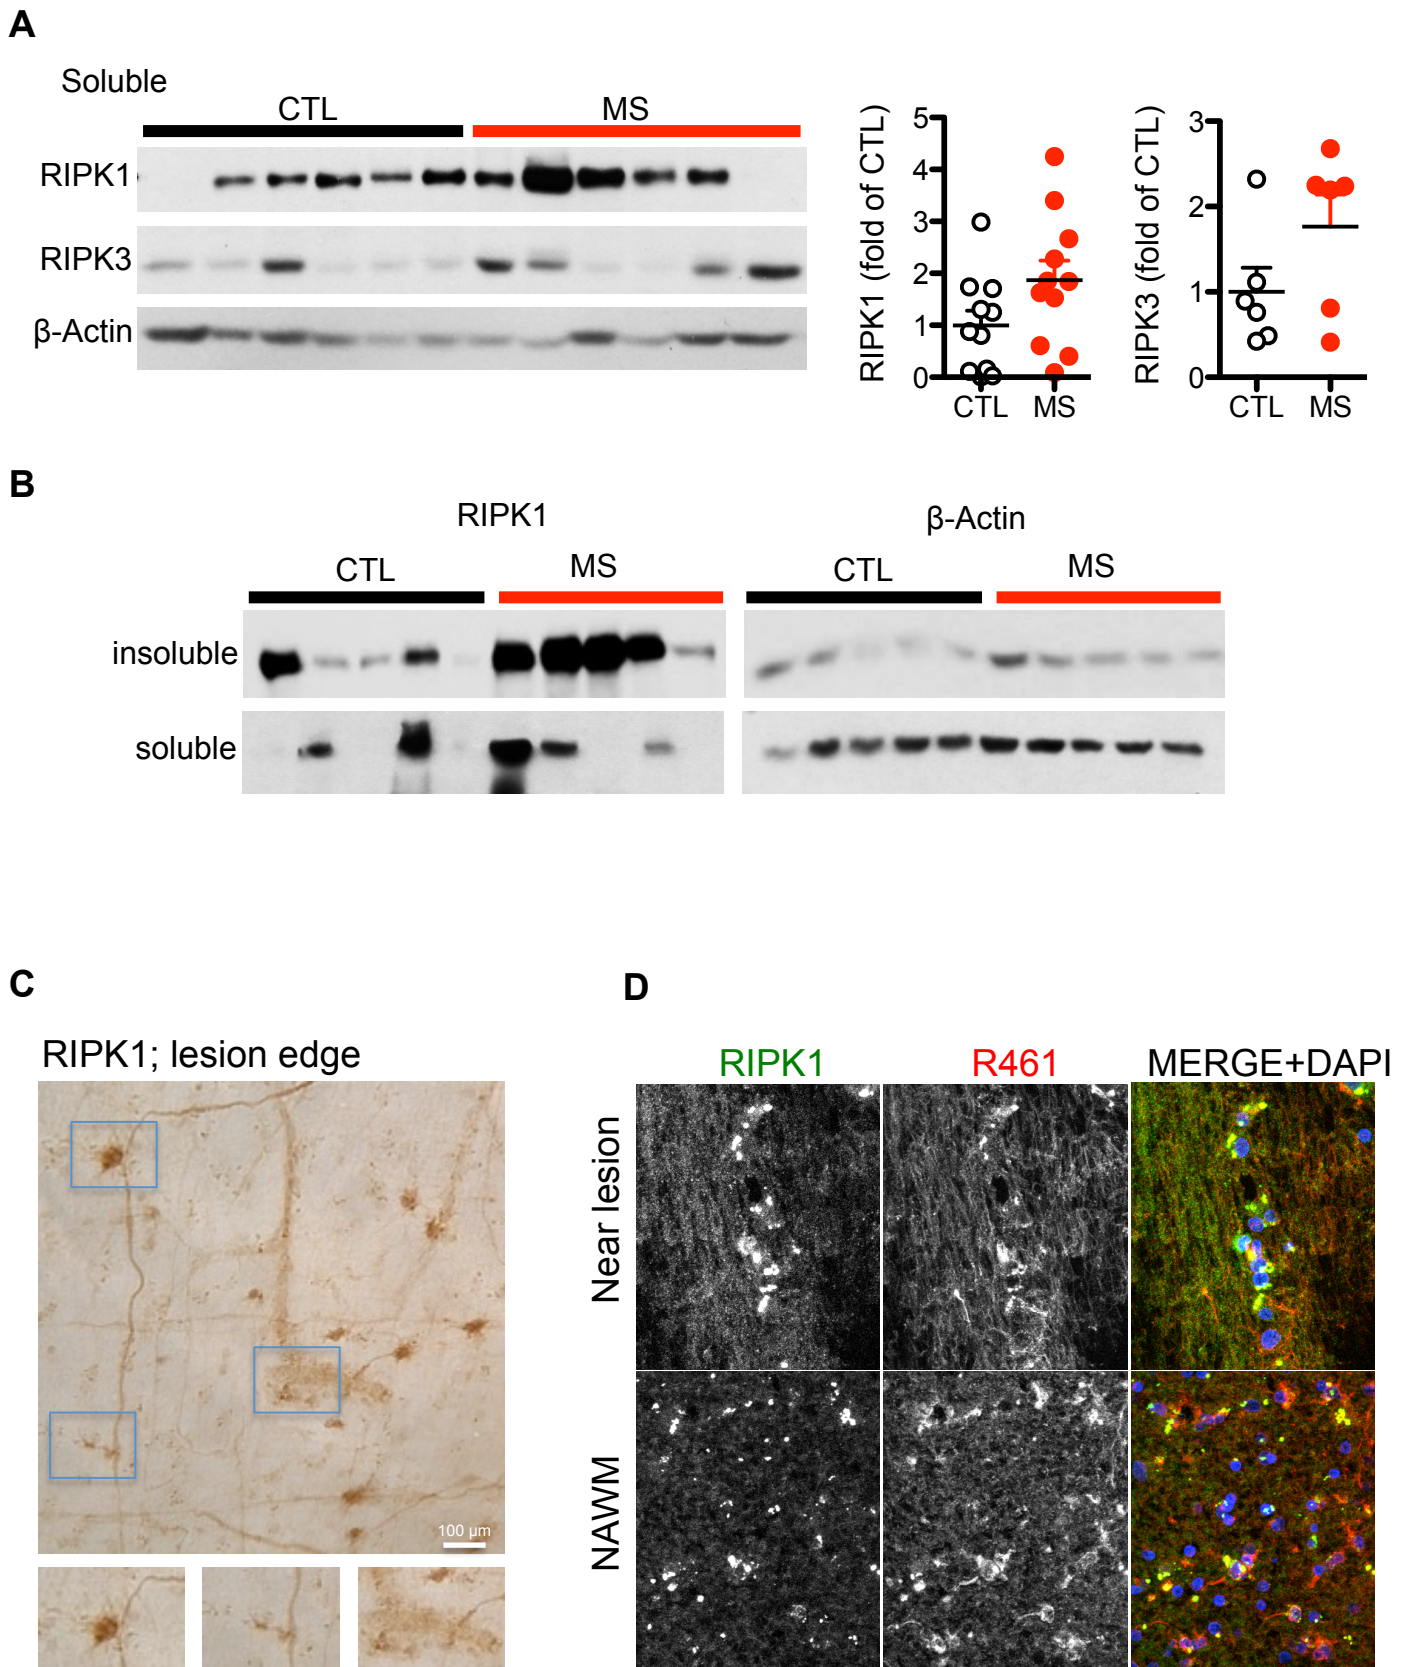 A
Soluble
CTL MS
RIPK1
RIPK3
β-Actin
RIPK1 (fold of CTL)
5
4
3
2
1
0
CTL MS
RIPK3 (fold of CTL)
3
2
1
0
CTL MS
B
RIPK1 β-Actin
CTL MS CTL MS
insoluble
soluble
C
RIPK1; lesion edge
100 µm
D
RIPK1 R461 MERGE+DAPI
Near lesion
NAWM